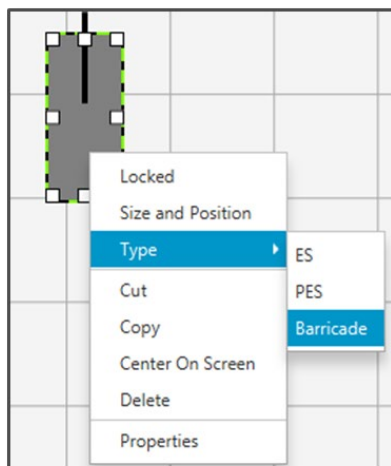 Locked
Size and Position
Type
ES
PES
Barricade
Cut
Copy
Center On Screen
Delete
Properties